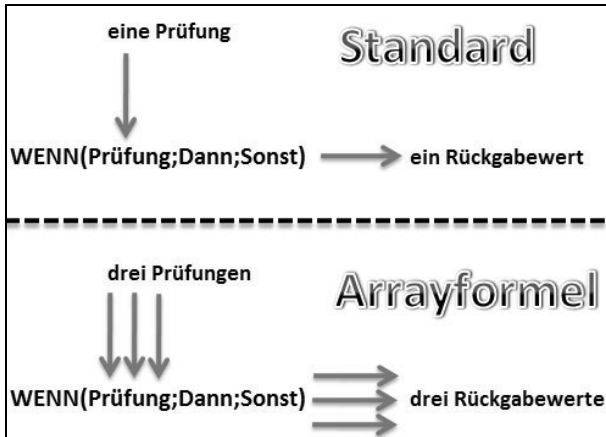 eine Prüfung
Standard
WENN(Prüfung;Dann;Sonst)
ein Rückgabewert
drei Prüfungen
Arrayformel
WENN(Prüfung;Dann;Sonst)
drei Rückgabewerte